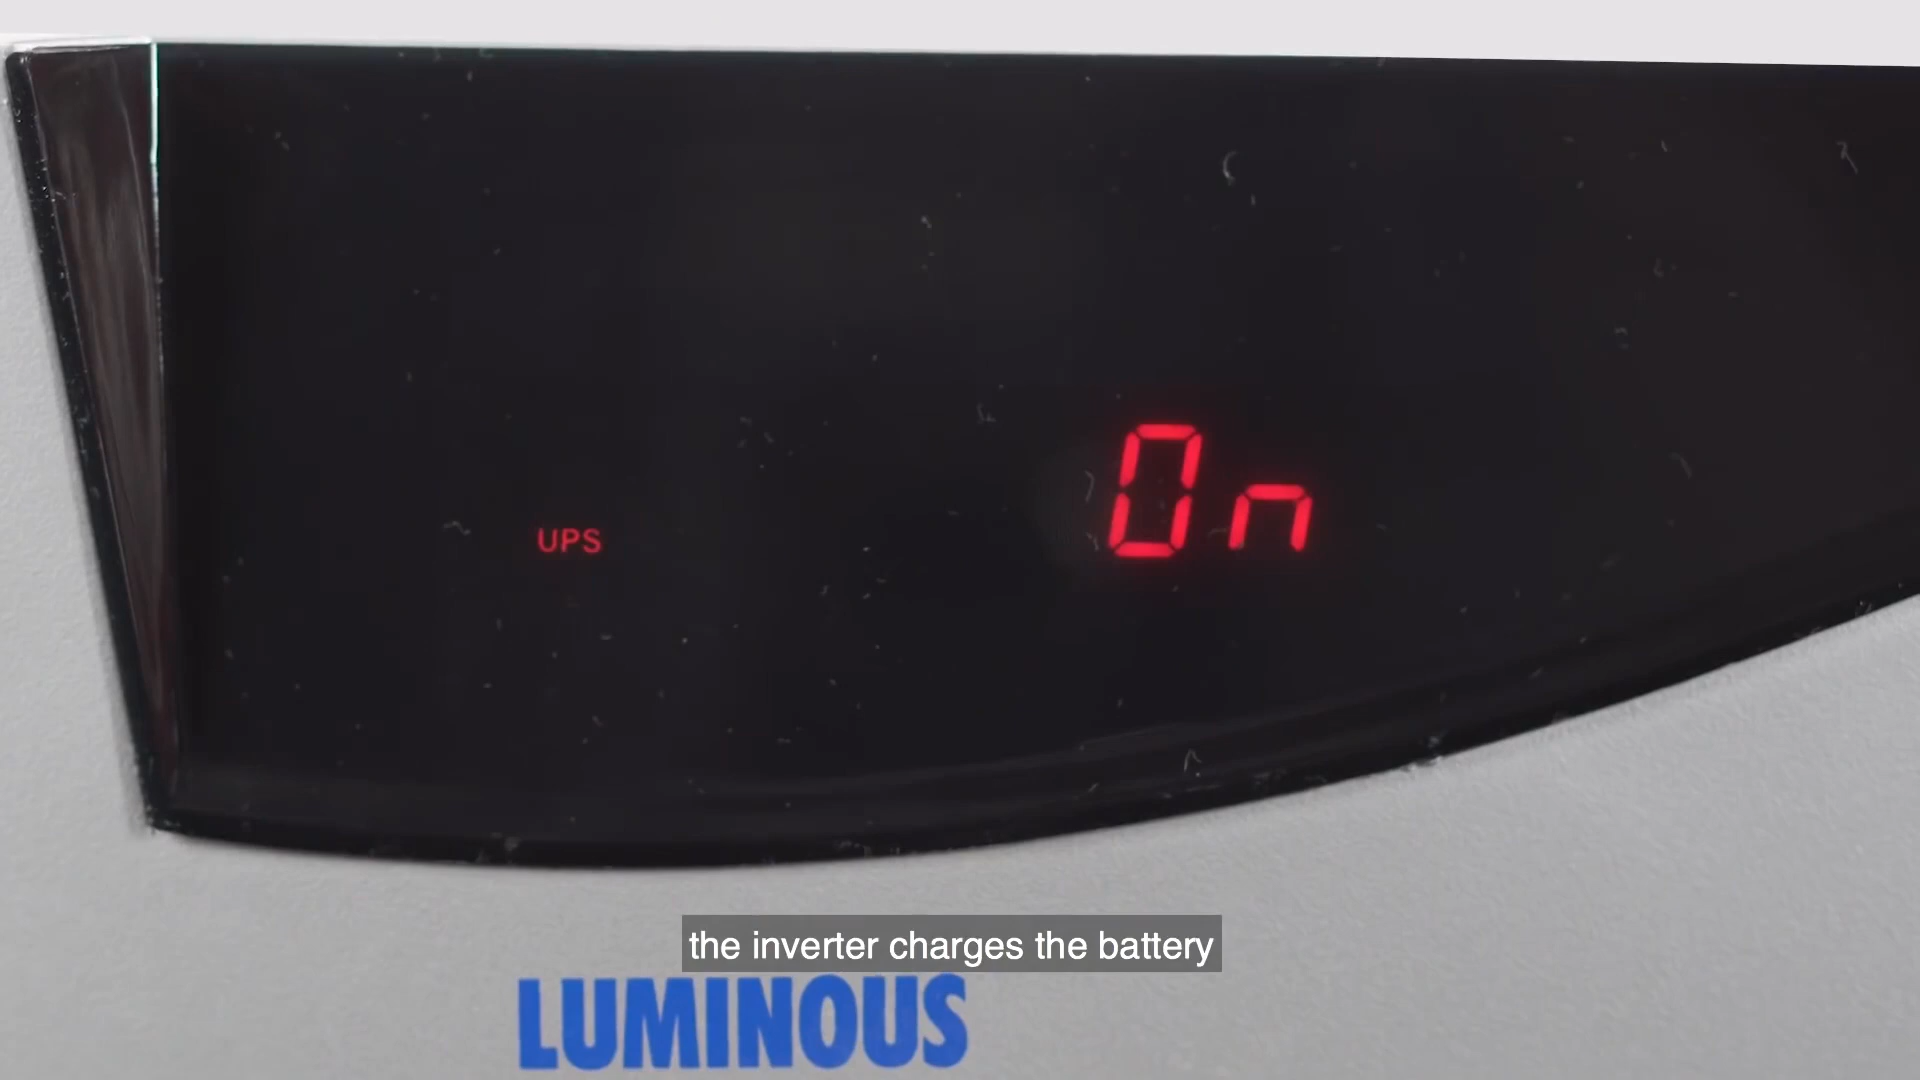 UPS
On
the inverter charges the battery
LUMINOUS